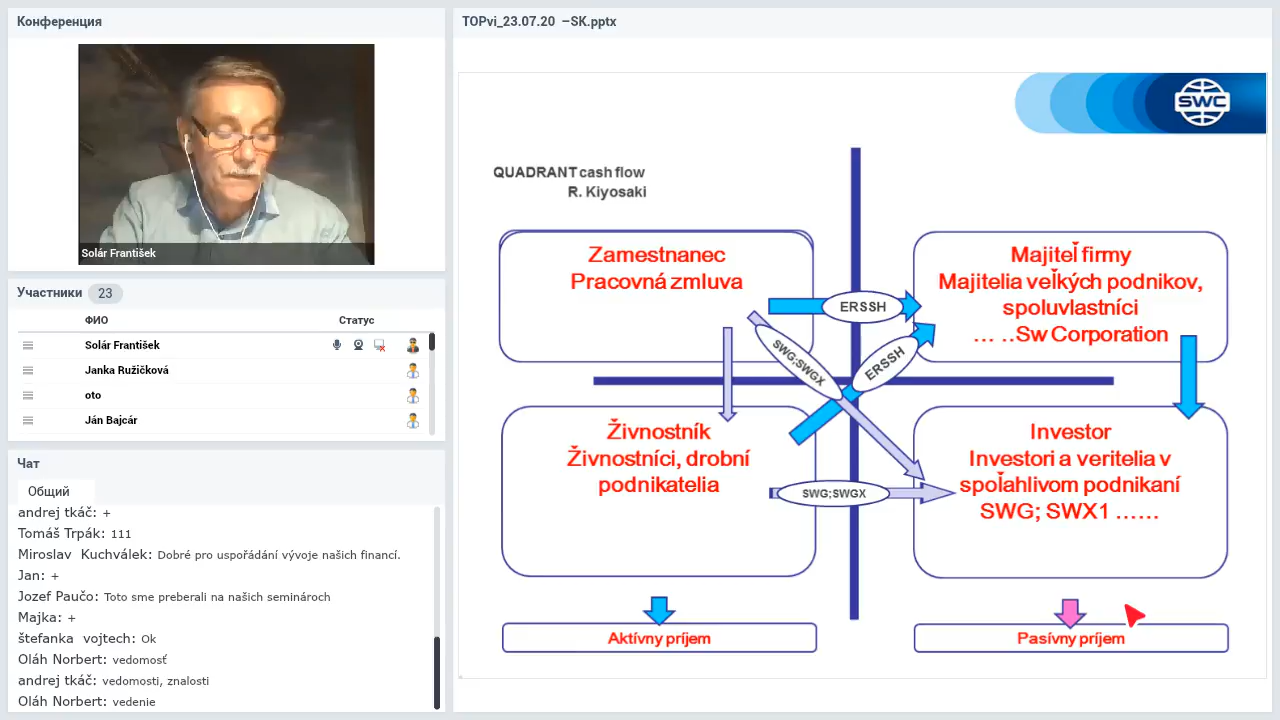 Конференция
Solár František
Участники 23
ФИО Статус
Solár František
Janka Ružičková
oto
Ján Bajcár
Чат
Общий
andrej tkáč: +
Tomáš Trpák: 111
Miroslav Kuchválek: Dobré pro uspořádání vývoje našich financí.
Jan: +
Jozef Paučo: Toto sme preberali na našich seminároch
Majka: +
štefanka vojtech: Ok
Oláh Norbert: vedomosť
andrej tkáč: vedomosti, znalosti
Oláh Norbert: vedenie
TOPvi_23.07.20 –SK.pptx
SWC
QUADRANT cash flow
R. Kiyosaki
Zamestnanec
Pracovná zmluva
Majiteľ firmy
Majitelia veľkých podnikov,
spoluvlastníci
... ..Sw Corporation
ERSSH
SWG;SWGX
ERSSH
Živnostník
Živnostníci, drobní
podnikatelia
SWG;SWGX
Investor
Investori a veritelia v
spoľahlivom podnikaní
SWG; SWX1 ......
Aktívny príjem
Pasívny príjem